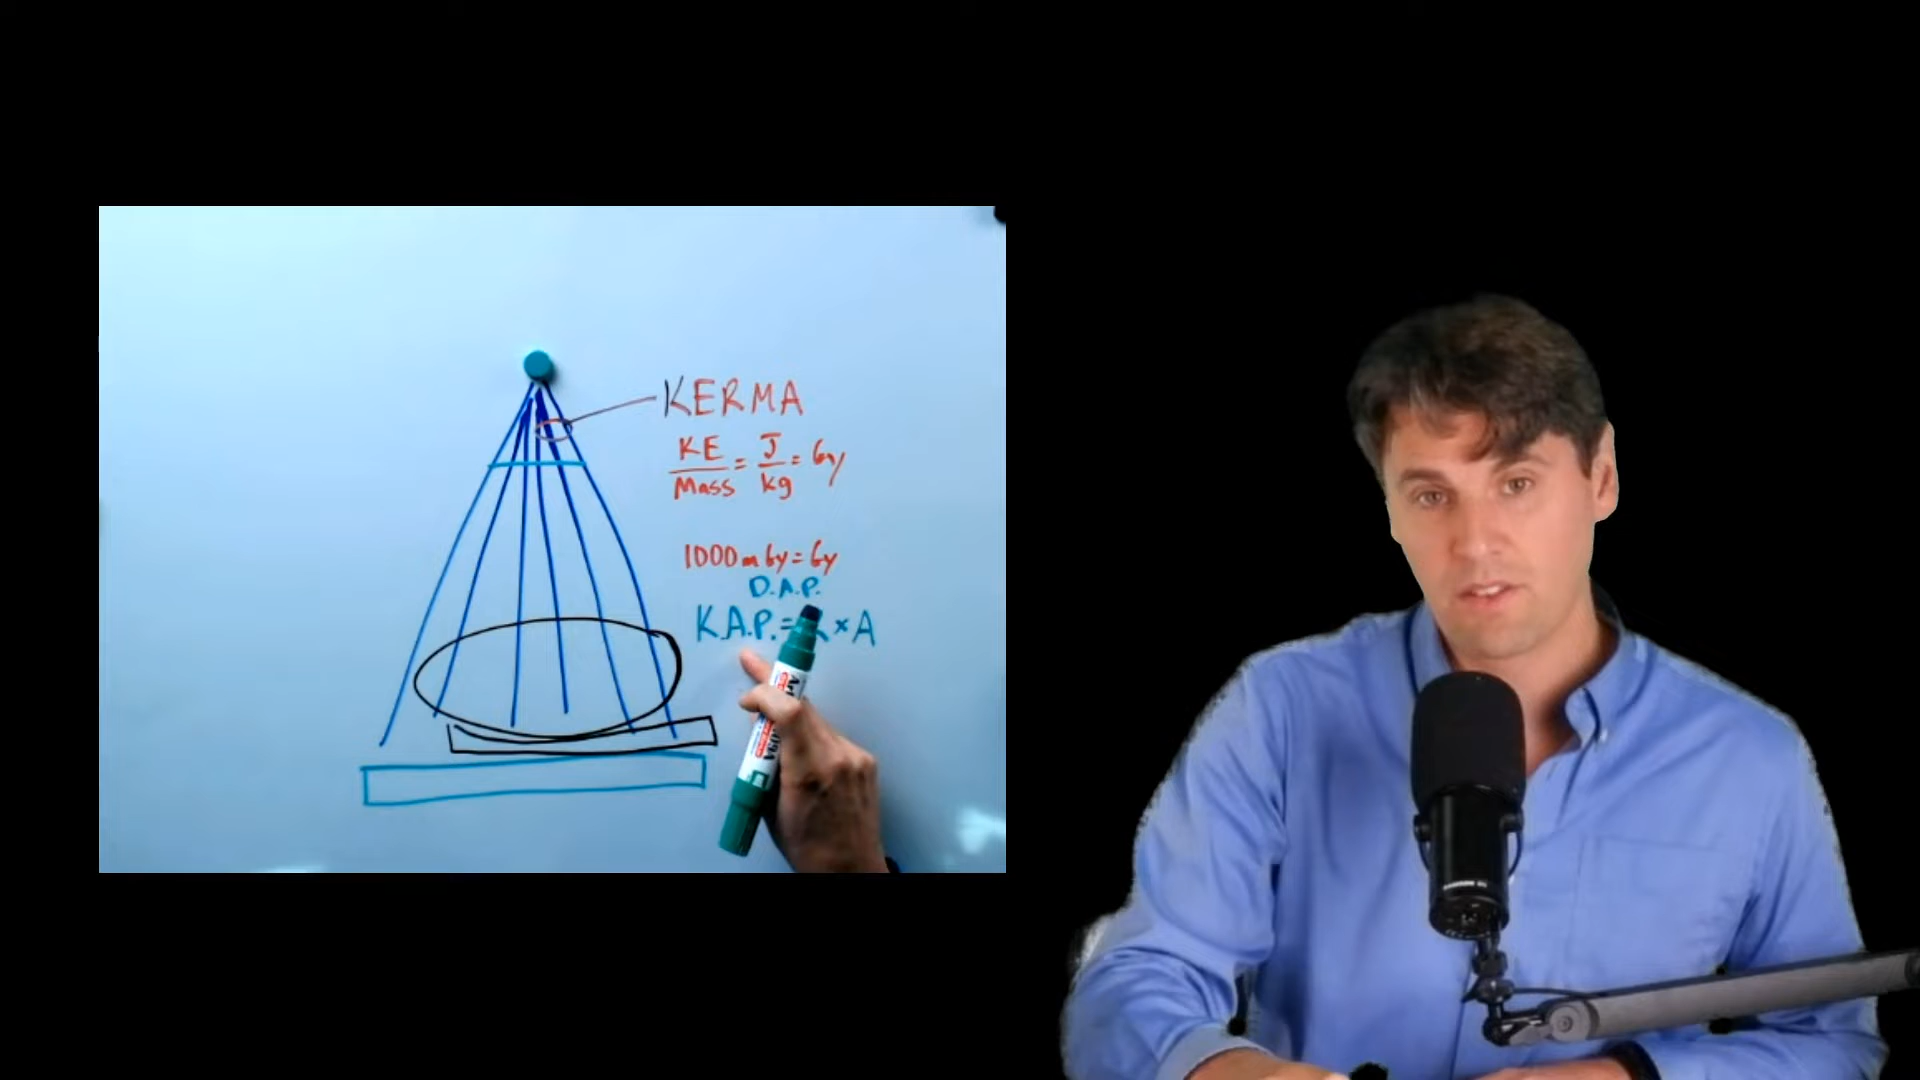 KERMA
KE/Mass = J/kg = Gy
1000 mGy = Gy
D.A.P.
K.A.P. = × A